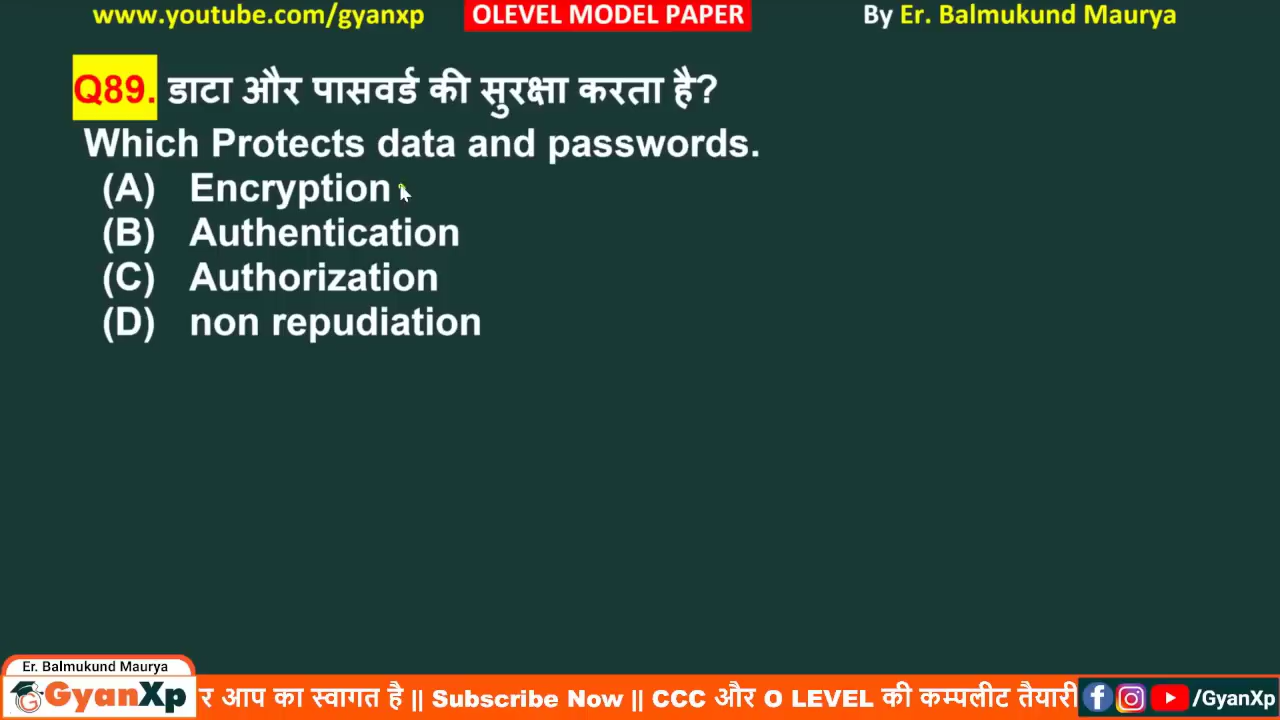 www.youtube.com/gyanxp OLEVEL MODEL PAPER By Er. Balmukund Maurya
Q89. डाटा और पासवर्ड की सुरक्षा करता है?
Which Protects data and passwords.
(A) Encryption
(B) Authentication
(C) Authorization
(D) non repudiation
Er. Balmukund Maurya
GyanXp र आप का स्वागत है || Subscribe Now || CCC और O LEVEL की कम्पलीट तैयारी /GyanXp